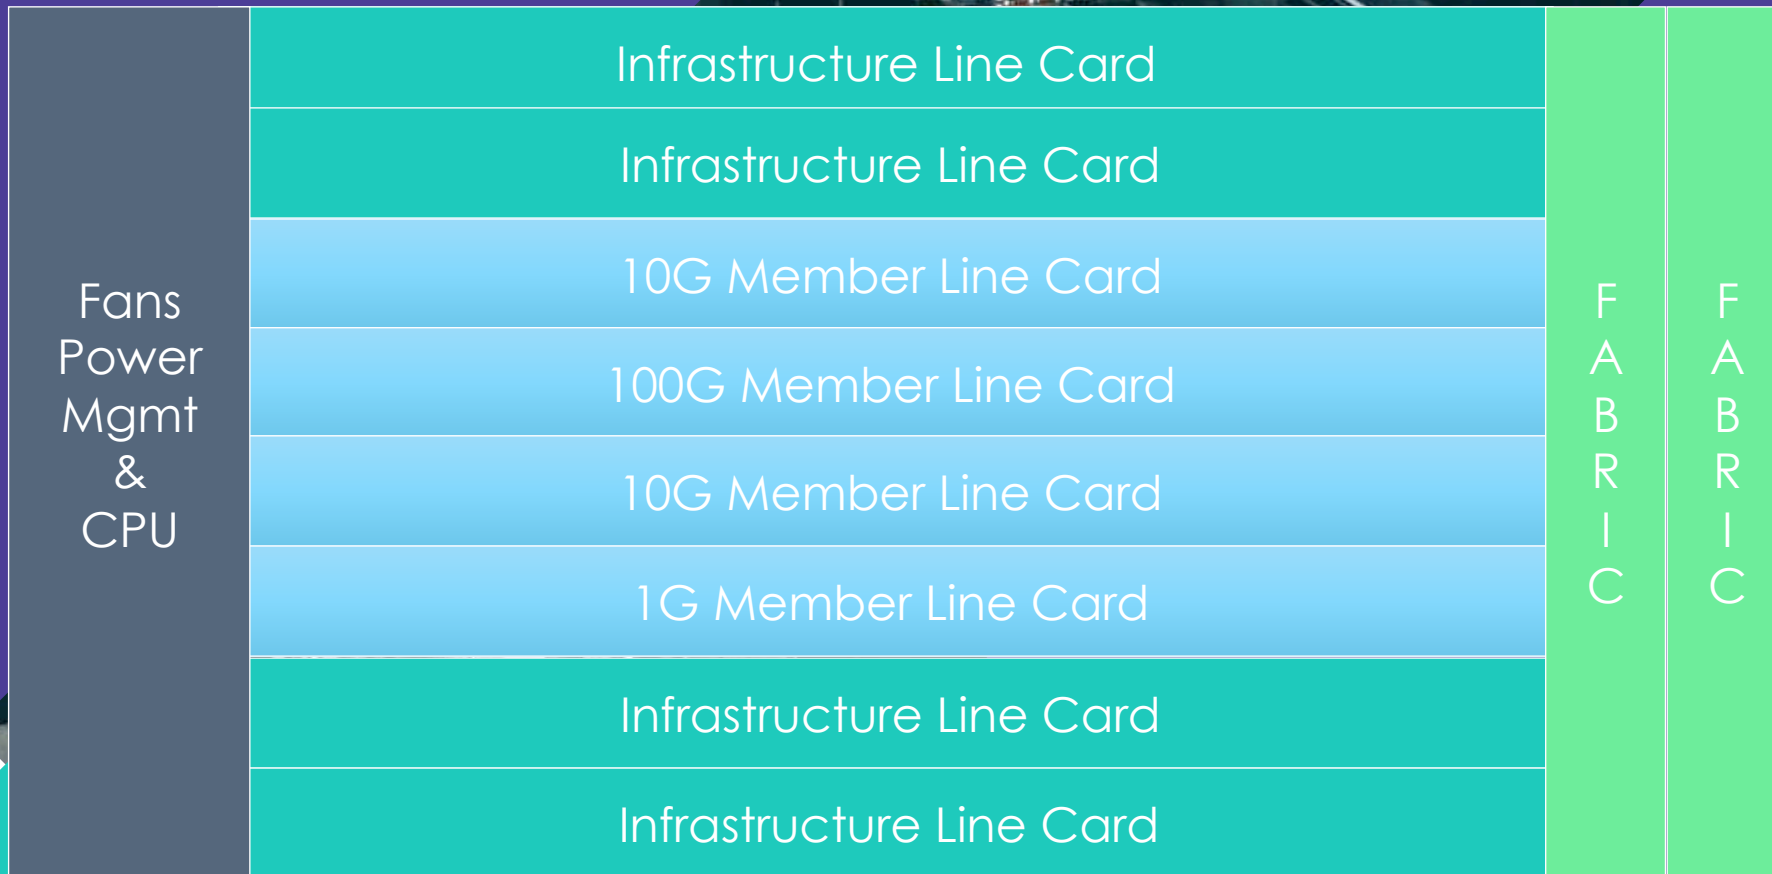 Fans
Power
Mgmt
&
CPU
Infrastructure Line Card
Infrastructure Line Card
10G Member Line Card
100G Member Line Card
10G Member Line Card
1G Member Line Card
Infrastructure Line Card
Infrastructure Line Card
F
A
B
R
I
C
F
A
B
R
I
C